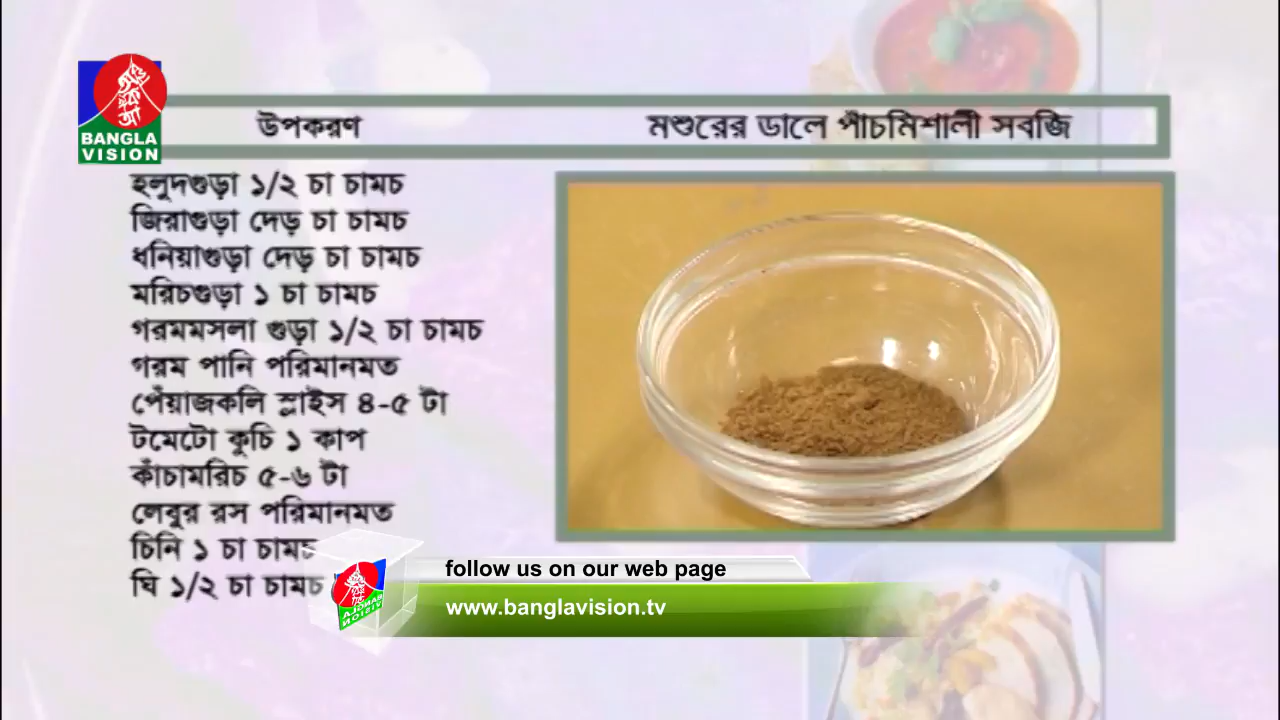 BANGLA
VISION
উপকরণ
মশুরের ডালে পাঁচমিশালী সবজি
হলুদগুড়া ১/২ চা চামচ
জিরাগুড়া দেড় চা চামচ
ধনিয়াগুড়া দেড় চা চামচ
মরিচগুড়া ১ চা চামচ
গরমমসলা গুড়া ১/২ চা চামচ
গরম পানি পরিমানমত
পেঁয়াজকলি স্লাইস ৪-৫ টা
টমেটো কুচি ১ কাপ
কাঁচামরিচ ৫-৬ টা
লেবুর রস পরিমানমত
চিনি ১ চা চামচ
ঘি ১/২ চা চামচ
follow us on our web page
www.banglavision.tv